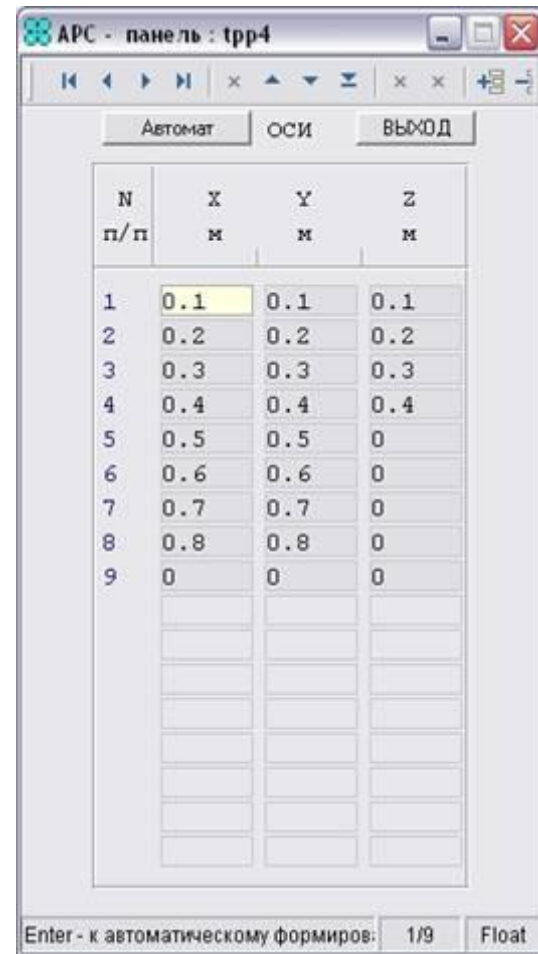 APC - панель : tpp4
Автомат ОСИ ВЫХОД
N X Y Z
п/п м м м
1 0.1 0.1 0.1
2 0.2 0.2 0.2
3 0.3 0.3 0.3
4 0.4 0.4 0.4
5 0.5 0.5 0
6 0.6 0.6 0
7 0.7 0.7 0
8 0.8 0.8 0
9 0 0 0
Enter - к автоматическому формиров 1/9 Float